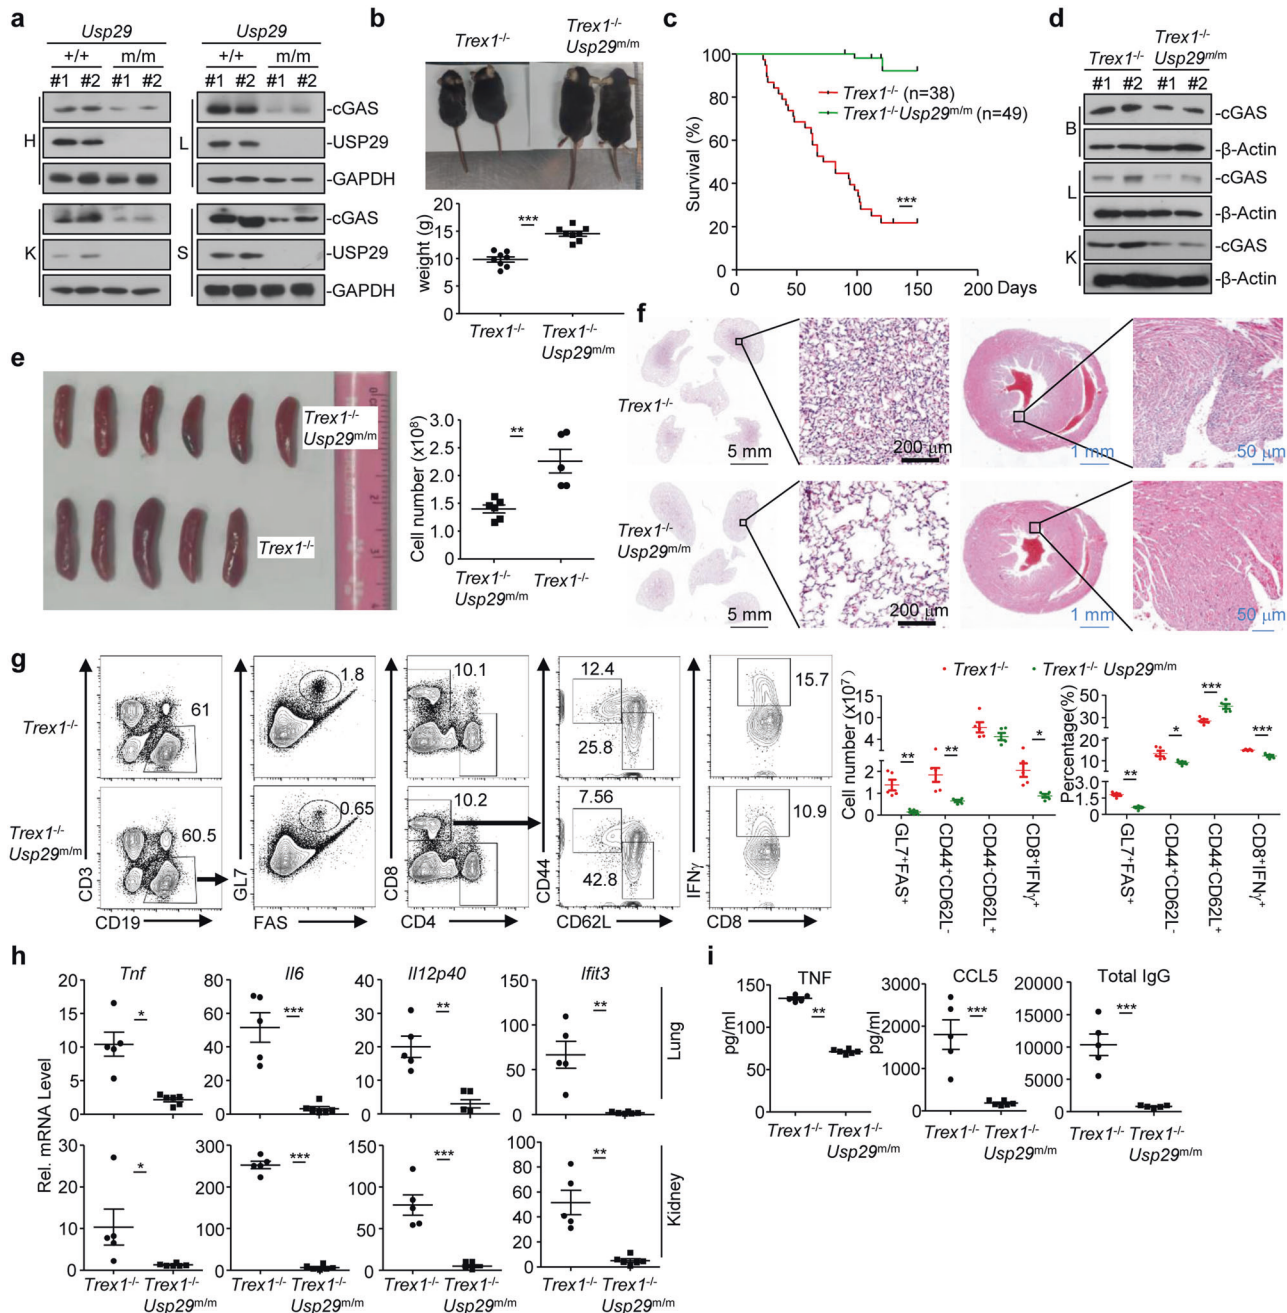 a
Usp29
+/+ m/m
#1 #2 #1 #2
H
-cGAS
-USP29
-GAPDH
K
-cGAS
-USP29
-GAPDH
Usp29
+/+ m/m
#1 #2 #1 #2
L
-cGAS
-USP29
-GAPDH
S
-cGAS
-USP29
-GAPDH
b
Trex1-/-
Trex1-/-
Usp29m/m
weight (g)
20
15
10
5
0
***
Trex1-/-
Trex1-/-
Usp29m/m
c
Survival (%)
100
80
60
40
20
0 50 100 150 200 Days
Trex1-/- (n=38)
Trex1-/-Usp29m/m (n=49)
***
d
Trex1-/-
Trex1-/-
Usp29m/m
#1 #2 #1 #2
B
-cGAS
-β-Actin
L
-cGAS
-β-Actin
K
-cGAS
-β-Actin
e
Trex1-/-
Usp29m/m
Trex1-/-
Cell number (x10⁸)
3.0
2.5
2.0
1.5
1.0
0.5
0
**
Trex1-/-
Usp29m/m
Trex1-/-
f
Trex1-/-
5 mm
200 μm
1 mm
50 μm
Trex1-/-
Usp29m/m
5 mm
200 μm
1 mm
50 μm
g
Trex1-/-
61
1.8
10.1
12.4
25.8
15.7
Trex1-/-
Usp29m/m
60.5
0.65
10.2
7.56
42.8
10.9
CD3
CD19
GL7
FAS
CD8
CD4
CD44
CD62L
IFNγ
CD8
Trex1-/- Trex1-/- Usp29m/m
Cell number (x10⁷)
15
10
4
2
1
0
**
**
*
GL7+FAS+
CD44+CD62L-
CD44-CD62L+
CD8+IFNγ+
Percentage(%)
50
30
20
10
3.0
1.5
0
**
*
***
***
GL7+FAS+
CD44+CD62L-
CD44-CD62L+
CD8+IFNγ+
h
Rel. mRNA Level
Tnf
20
15
10
5
0
*
Il6
80
60
40
20
0
***
Il12p40
40
30
20
10
0
**
Ifit3
150
100
50
0
**
Lung
30
20
10
0
*
300
200
100
0
***
150
100
50
0
***
100
80
60
40
20
0
**
Kidney
Trex1-/- Trex1-/-
Usp29m/m
Trex1-/- Trex1-/-
Usp29m/m
Trex1-/- Trex1-/-
Usp29m/m
Trex1-/- Trex1-/-
Usp29m/m
i
TNF
pg/ml
150
100
50
0
**
Trex1-/- Trex1-/-
Usp29m/m
CCL5
pg/ml
3000
2000
1000
0
***
Trex1-/- Trex1-/-
Usp29m/m
Total IgG
20000
15000
10000
5000
0
***
Trex1-/- Trex1-/-
Usp29m/m